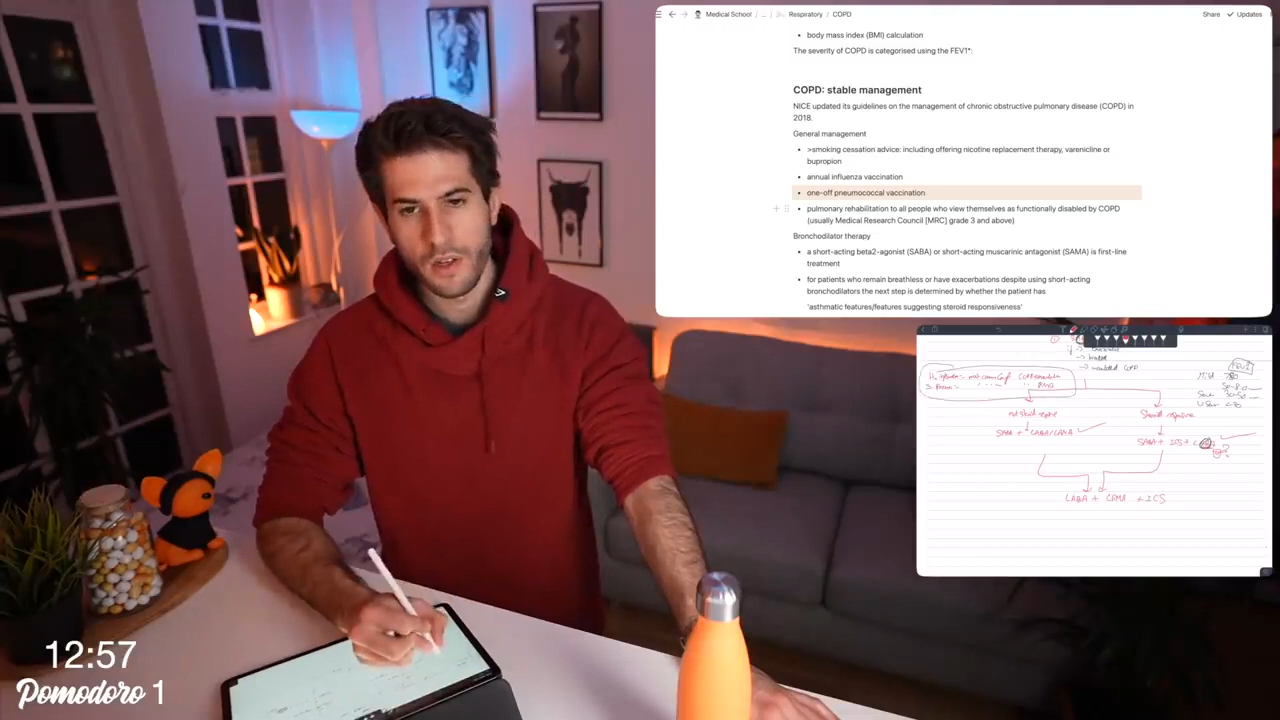 Medical School / ... / Respiratory / COPD
Share Updates
• body mass index (BMI) calculation
The severity of COPD is categorised using the FEV1*:
COPD: stable management
NICE updated its guidelines on the management of chronic obstructive pulmonary disease (COPD) in
2018.
General management
• >smoking cessation advice: including offering nicotine replacement therapy, varenicline or
bupropion
• annual influenza vaccination
• one-off pneumococcal vaccination
• pulmonary rehabilitation to all people who view themselves as functionally disabled by COPD
(usually Medical Research Council [MRC] grade 3 and above)
Bronchodilator therapy
• a short-acting beta2-agonist (SABA) or short-acting muscarinic antagonist (SAMA) is first-line
treatment
• for patients who remain breathless or have exacerbations despite using short-acting
bronchodilators the next step is determined by whether the patient has
'asthmatic features/features suggesting steroid responsiveness'
COPD
FEV1
SABA + LABA/LAMA
SABA + ICS +
LABA + LAMA + ICS
12:57
Pomodoro 1